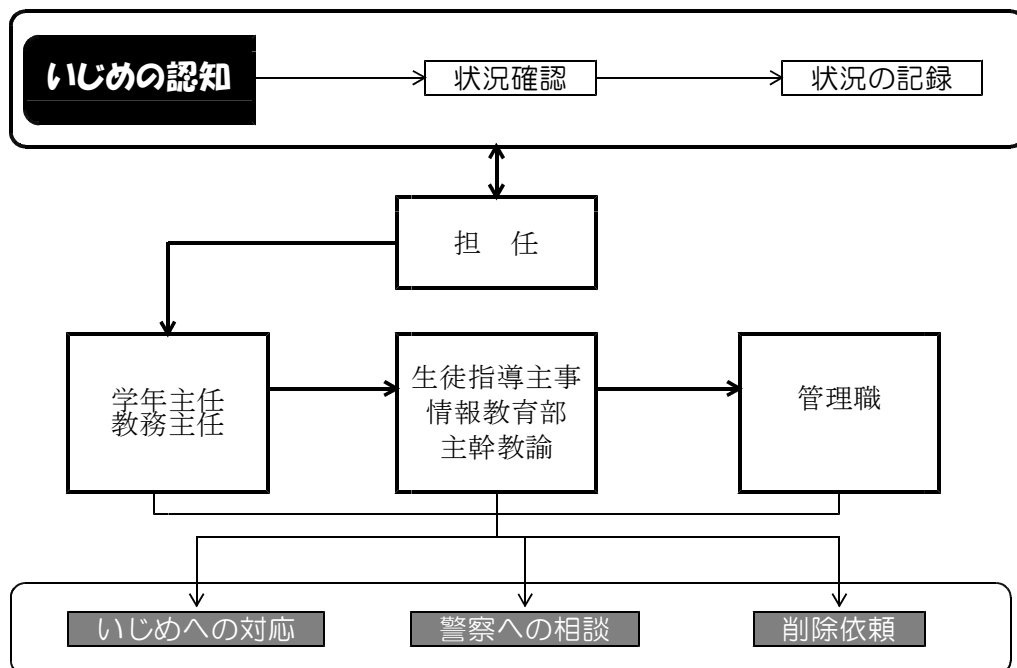 いじめの認知
状況確認
状況の記録
担　任
学年主任
教務主任
生徒指導主事
情報教育部
主幹教諭
管理職
いじめへの対応
警察への相談
削除依頼